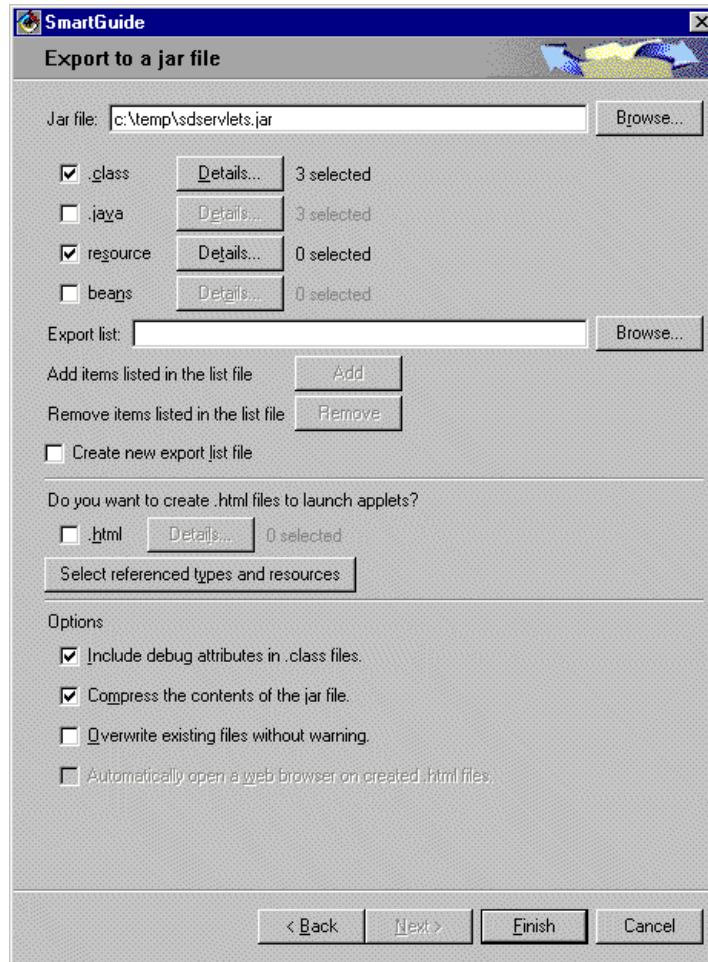 SmartGuide
Export to a jar file
Jar file: c:\temp\sdservlets.jar Browse...
.class Details... 3 selected
.java Details... 3 selected
resource Details... 0 selected
beans Details... 0 selected
Export list: Browse...
Add items listed in the list file Add
Remove items listed in the list file Remove
Create new export list file
Do you want to create .html files to launch applets?
.html Details... 0 selected
Select referenced types and resources
Options
Include debug attributes in .class files.
Compress the contents of the jar file.
Overwrite existing files without warning.
Automatically open a web browser on created .html files.
< Back Next > Finish Cancel